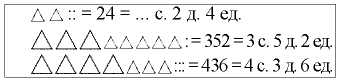 △ △ :: = 24 = ... с. 2 д. 4 ед.
△ △ △ △ △ △ △ △ : = 352 = 3 с. 5 д. 2 ед.
△ △ △ △ △ △ △ ::: = 436 = 4 с. 3 д. 6 ед.